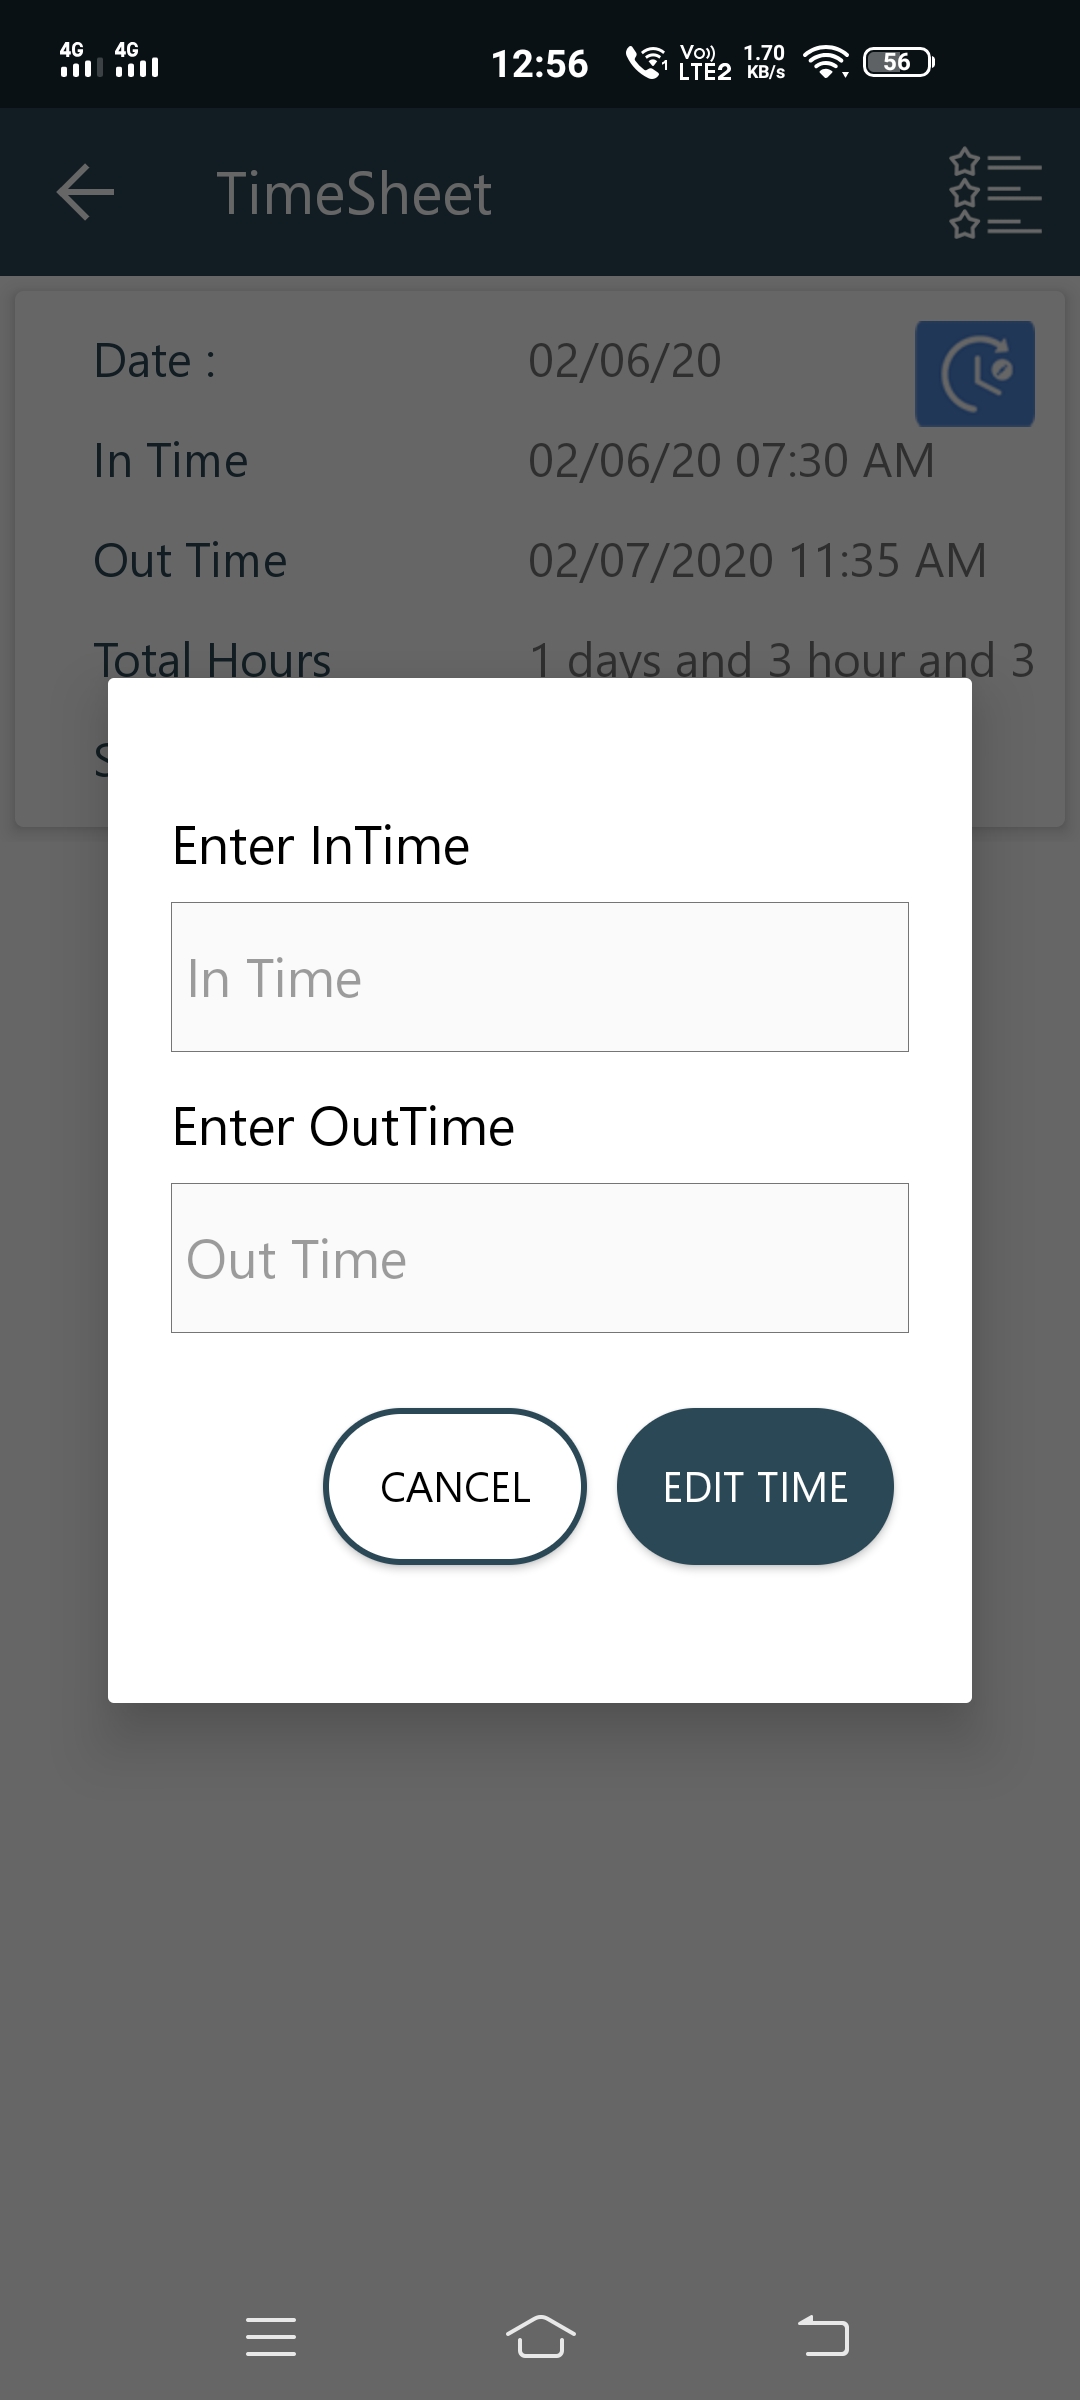 4G 4G 12:56 1 Vo)) LTE2 1.70 KB/s 56
TimeSheet
Date : 02/06/20
In Time 02/06/20 07:30 AM
Out Time 02/07/2020 11:35 AM
Total Hours 1 days and 3 hour and 3
S
Enter InTime
In Time
Enter OutTime
Out Time
CANCEL EDIT TIME